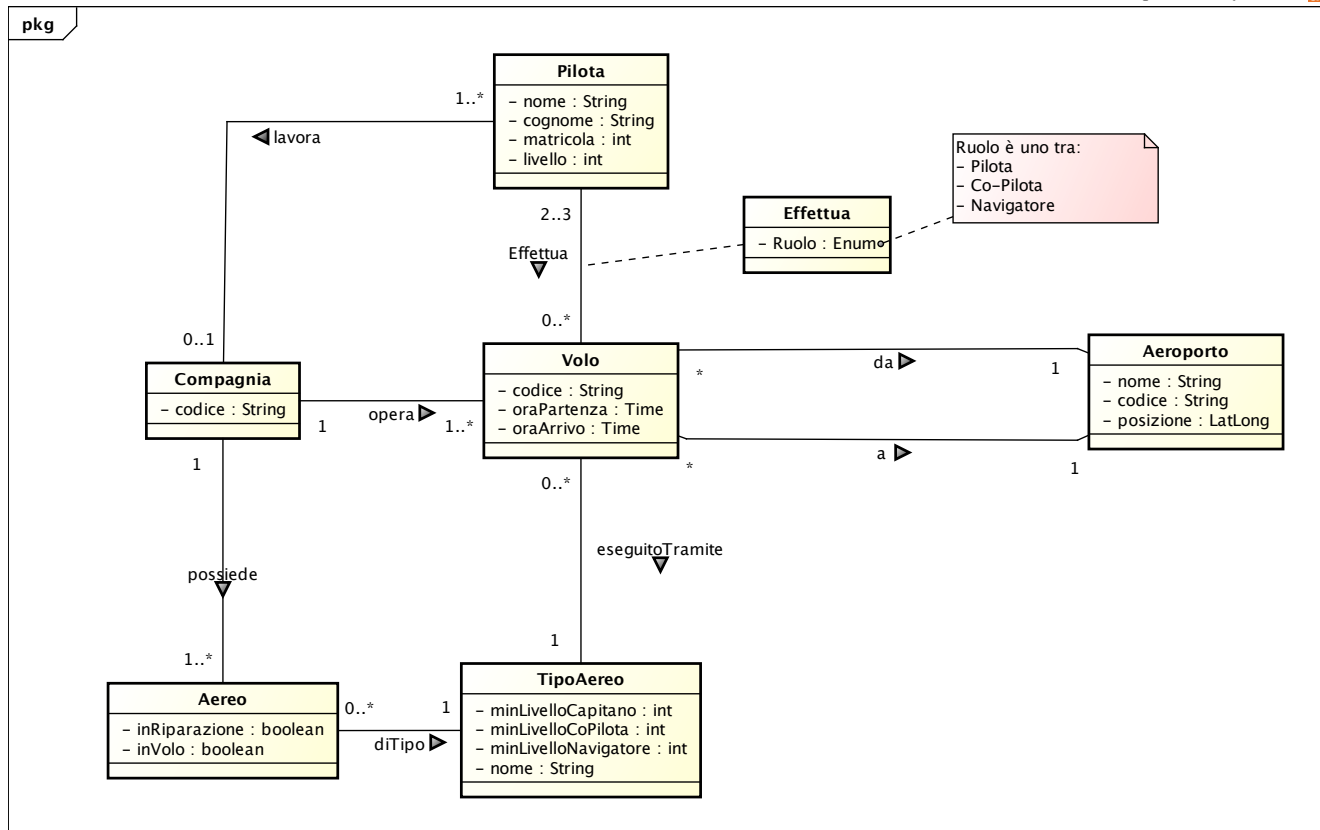 pkg
Pilota
– nome : String
– cognome : String
– matricola : int
– livello : int
1..*
lavora
2..3
Effettua
0..*
Effettua
– Ruolo : Enum
Ruolo è uno tra:
– Pilota
– Co-Pilota
– Navigatore
0..1
Compagnia
– codice : String
1
opera
1..*
Volo
– codice : String
– oraPartenza : Time
– oraArrivo : Time
*
da
1
*
a
1
Aeroporto
– nome : String
– codice : String
– posizione : LatLong
1
possiede
1..*
0..*
eseguitoTramite
1
Aereo
– inRiparazione : boolean
– inVolo : boolean
0..*
diTipo
1
TipoAereo
– minLivelloCapitano : int
– minLivelloCoPilota : int
– minLivelloNavigatore : int
– nome : String